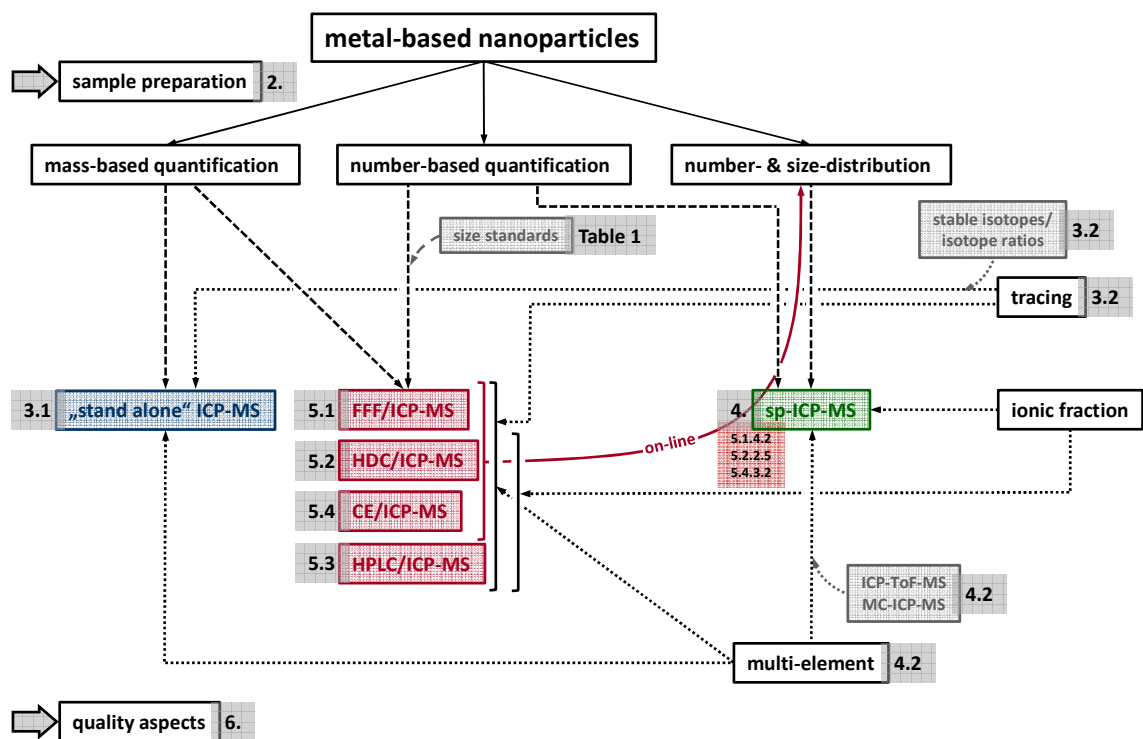 metal-based nanoparticles
sample preparation 2.
mass-based quantification
number-based quantification
number- & size-distribution
size standards Table 1
stable isotopes/
isotope ratios
3.2
tracing 3.2
3.1 „stand alone“ ICP-MS
5.1 FFF/ICP-MS
4. sp-ICP-MS
ionic fraction
5.1.4.2
5.2.2.5
5.4.3.2
on-line
5.2 HDC/ICP-MS
5.4 CE/ICP-MS
5.3 HPLC/ICP-MS
ICP-ToF-MS
MC-ICP-MS
4.2
multi-element 4.2
quality aspects 6.